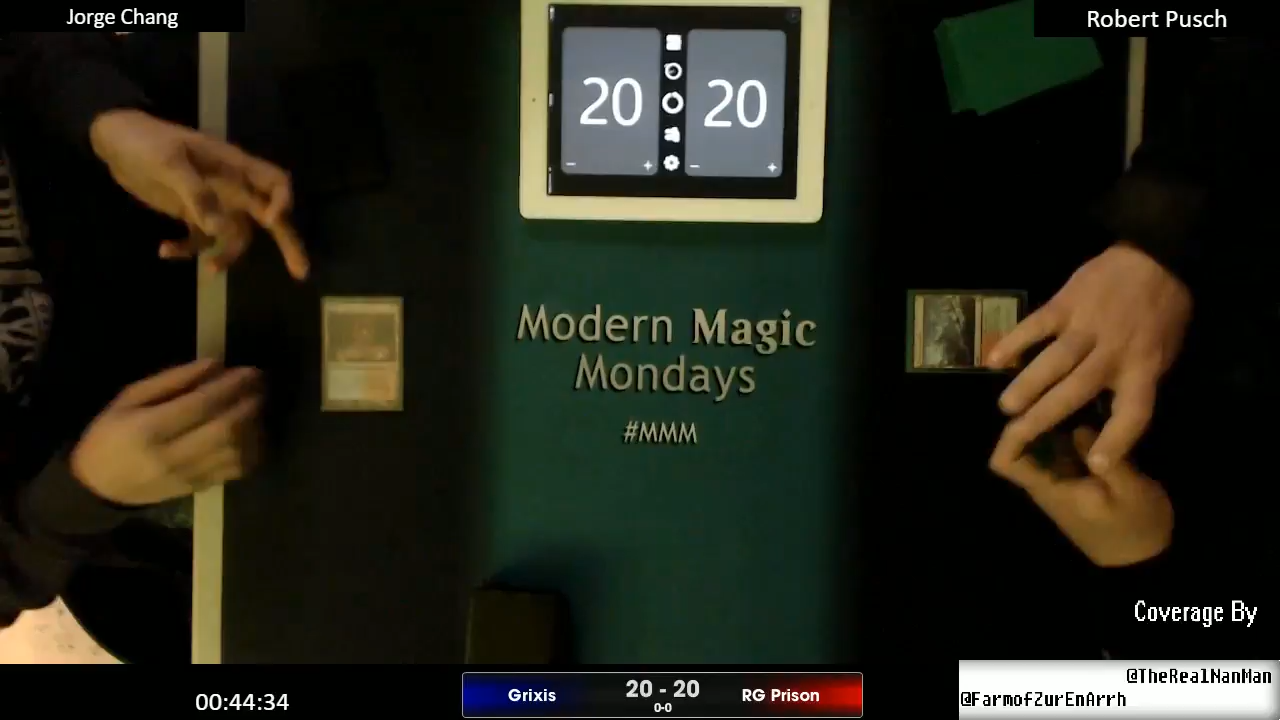 Jorge Chang
Robert Pusch
20
20
Modern Magic
Mondays
#MMM
Coverage By
@TheRealNanMan
@FarmofZurEnArrh
00:44:34
Grixis
20 - 20
0-0
RG Prison